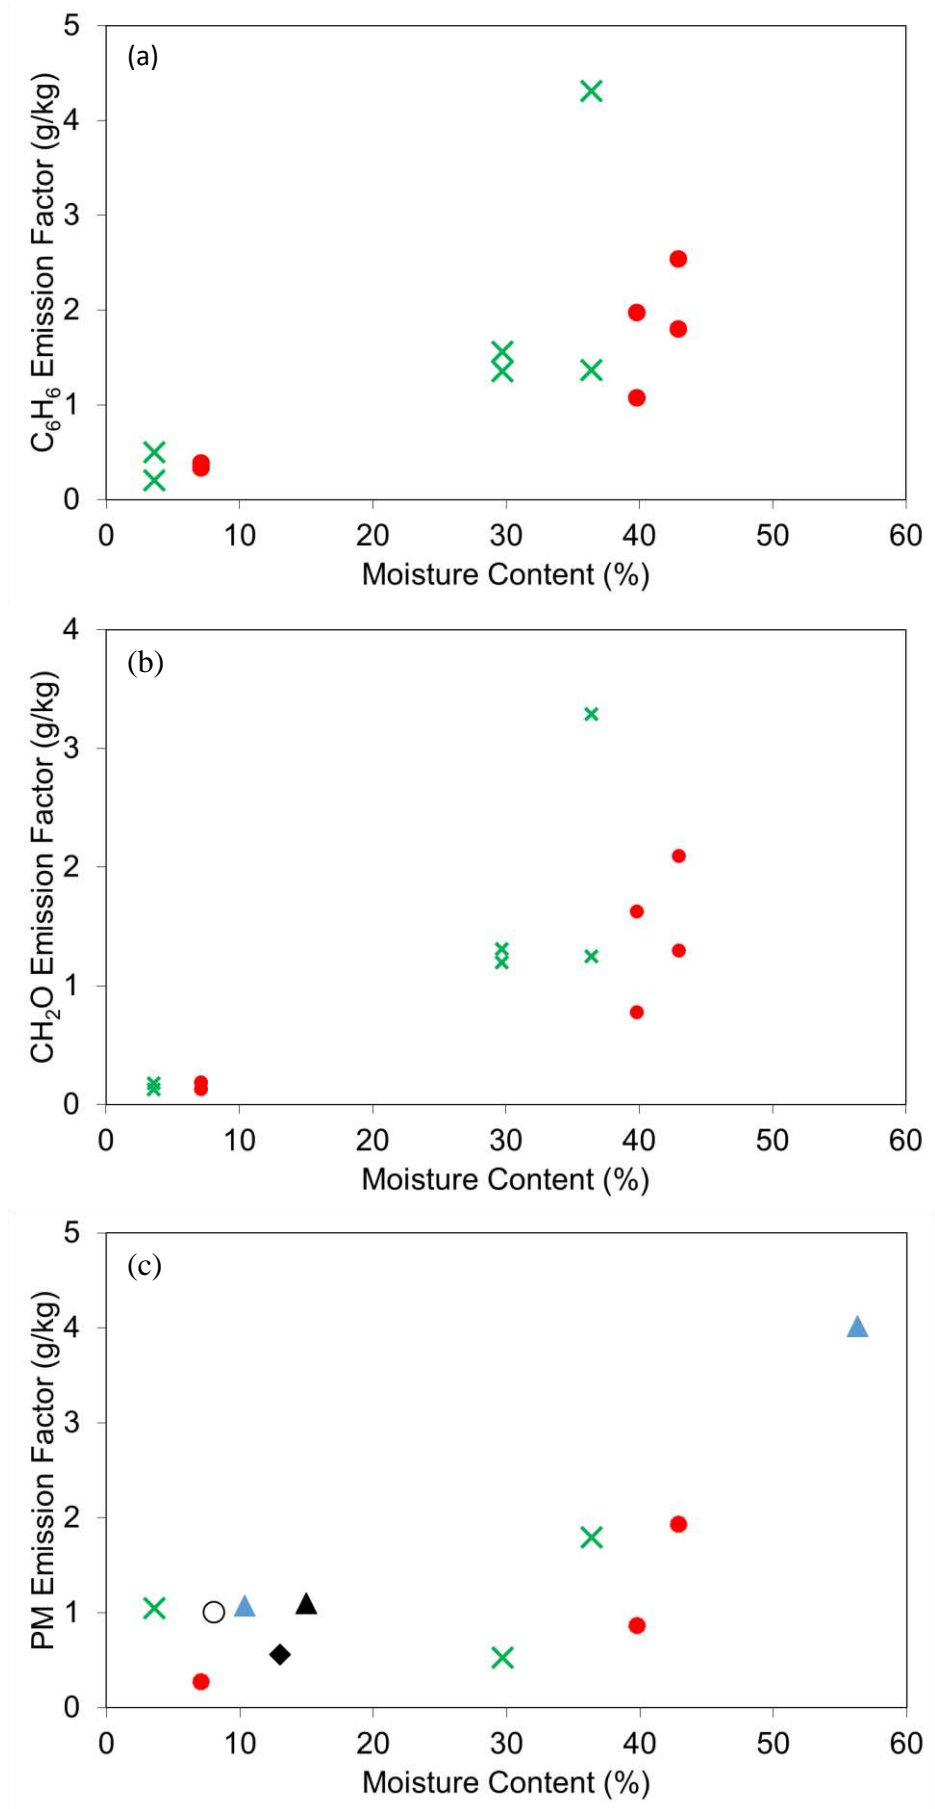 (a)
C₆H₆ Emission Factor (g/kg)
5
4
3
2
1
0
0 10 20 30 40 50 60
Moisture Content (%)
(b)
CH₂O Emission Factor (g/kg)
4
3
2
1
0
0 10 20 30 40 50 60
Moisture Content (%)
(c)
PM Emission Factor (g/kg)
5
4
3
2
1
0
0 10 20 30 40 50 60
Moisture Content (%)